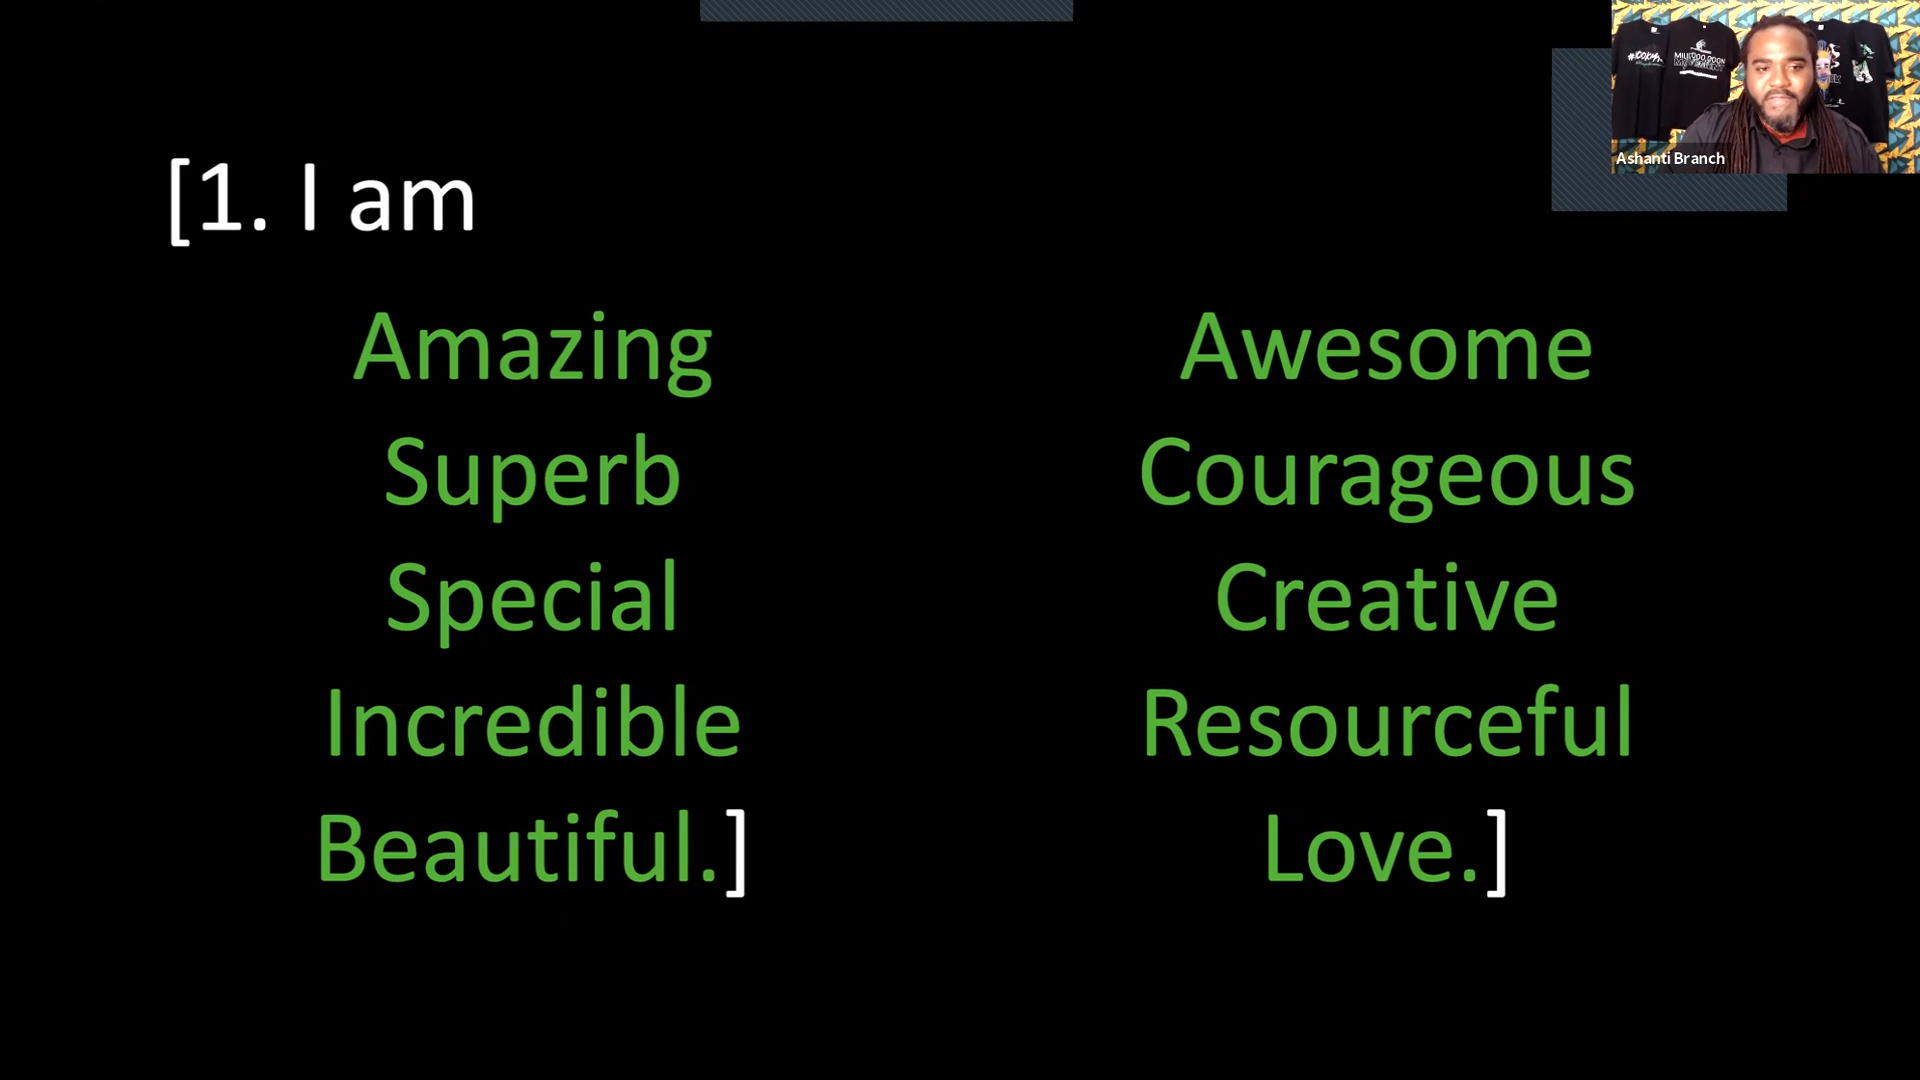 [1. I am
Amazing
Superb
Special
Incredible
Beautiful.]
Awesome
Courageous
Creative
Resourceful
Love.]
Ashanti Branch